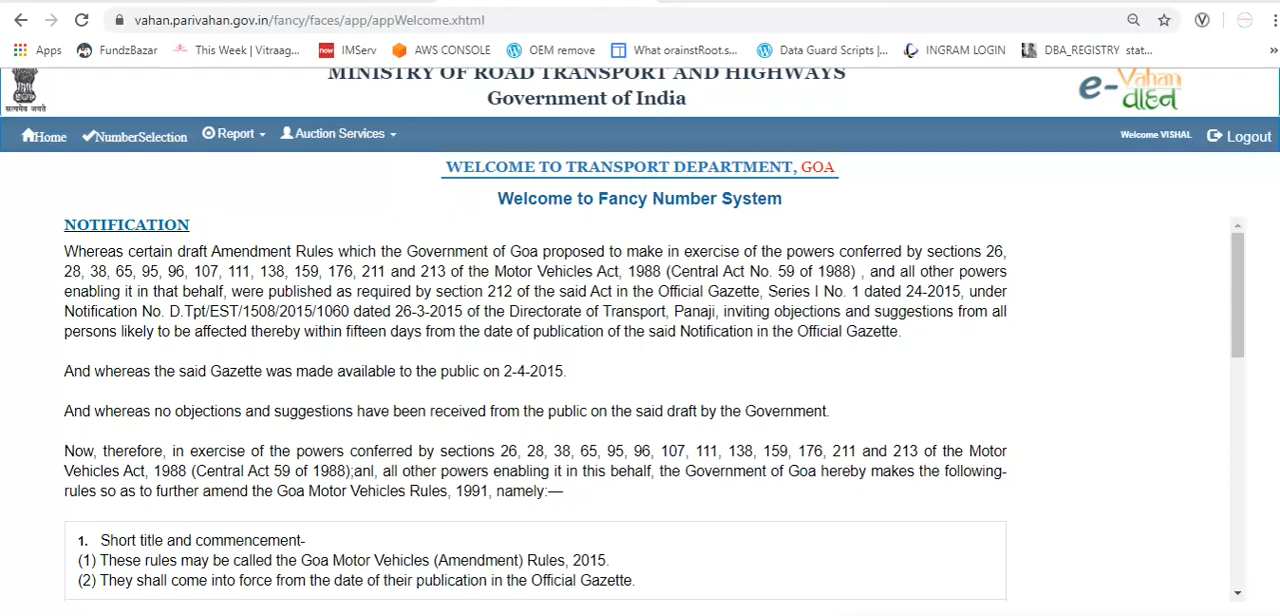 vahan.parivahan.gov.in/fancy/faces/app/appWelcome.xhtml
Apps FundzBazar This Week | Vitraag... now IMServ AWS CONSOLE OEM remove What orainstRoot.s... Data Guard Scripts |... INGRAM LOGIN DBA_REGISTRY stat... »
MINISTRY OF ROAD TRANSPORT AND HIGHWAYS
Government of India
सत्यमेव जयते
e-Vahan
वाहन
Home NumberSelection Report Auction Services Welcome VISHAL Logout
WELCOME TO TRANSPORT DEPARTMENT, GOA
Welcome to Fancy Number System
NOTIFICATION
Whereas certain draft Amendment Rules which the Government of Goa proposed to make in exercise of the powers conferred by sections 26,
28, 38, 65, 95, 96, 107, 111, 138, 159, 176, 211 and 213 of the Motor Vehicles Act, 1988 (Central Act No. 59 of 1988) , and all other powers
enabling it in that behalf, were published as required by section 212 of the said Act in the Official Gazette, Series I No. 1 dated 24-2015, under
Notification No. D.Tpt/EST/1508/2015/1060 dated 26-3-2015 of the Directorate of Transport, Panaji, inviting objections and suggestions from all
persons likely to be affected thereby within fifteen days from the date of publication of the said Notification in the Official Gazette.
And whereas the said Gazette was made available to the public on 2-4-2015.
And whereas no objections and suggestions have been received from the public on the said draft by the Government.
Now, therefore, in exercise of the powers conferred by sections 26, 28, 38, 65, 95, 96, 107, 111, 138, 159, 176, 211 and 213 of the Motor
Vehicles Act, 1988 (Central Act 59 of 1988);anl, all other powers enabling it in this behalf, the Government of Goa hereby makes the following-
rules so as to further amend the Goa Motor Vehicles Rules, 1991, namely:—
1. Short title and commencement-
(1) These rules may be called the Goa Motor Vehicles (Amendment) Rules, 2015.
(2) They shall come into force from the date of their publication in the Official Gazette.